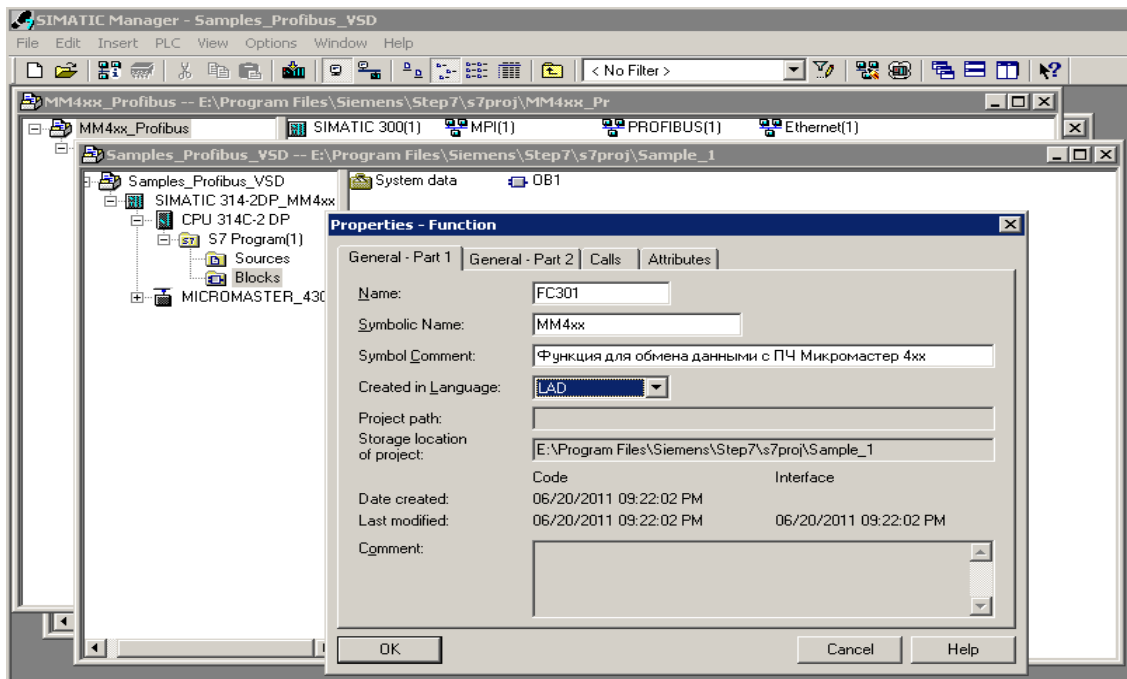 SIMATIC Manager - Samples_Profibus_VSD
File Edit Insert PLC View Options Window Help
< No Filter >
MM4xx_Profibus -- E:\Program Files\Siemens\Step7\s7proj\MM4xx_Pr
MM4xx_Profibus SIMATIC 300(1) MPI(1) PROFIBUS(1) Ethernet(1)
Samples_Profibus_VSD -- E:\Program Files\Siemens\Step7\s7proj\Sample_1
Samples_Profibus_VSD System data OB1
SIMATIC 314-2DP_MM4xx
CPU 314C-2 DP
S7 Program(1)
Sources
Blocks
MICROMASTER_430
Properties - Function
General - Part 1 General - Part 2 Calls Attributes
Name: FC301
Symbolic Name: MM4xx
Symbol Comment: Функция для обмена данными с ПЧ Микромастер 4xx
Created in Language: LAD
Project path:
Storage location
of project: E:\Program Files\Siemens\Step7\s7proj\Sample_1
Code Interface
Date created: 06/20/2011 09:22:02 PM
Last modified: 06/20/2011 09:22:02 PM 06/20/2011 09:22:02 PM
Comment:
OK Cancel Help